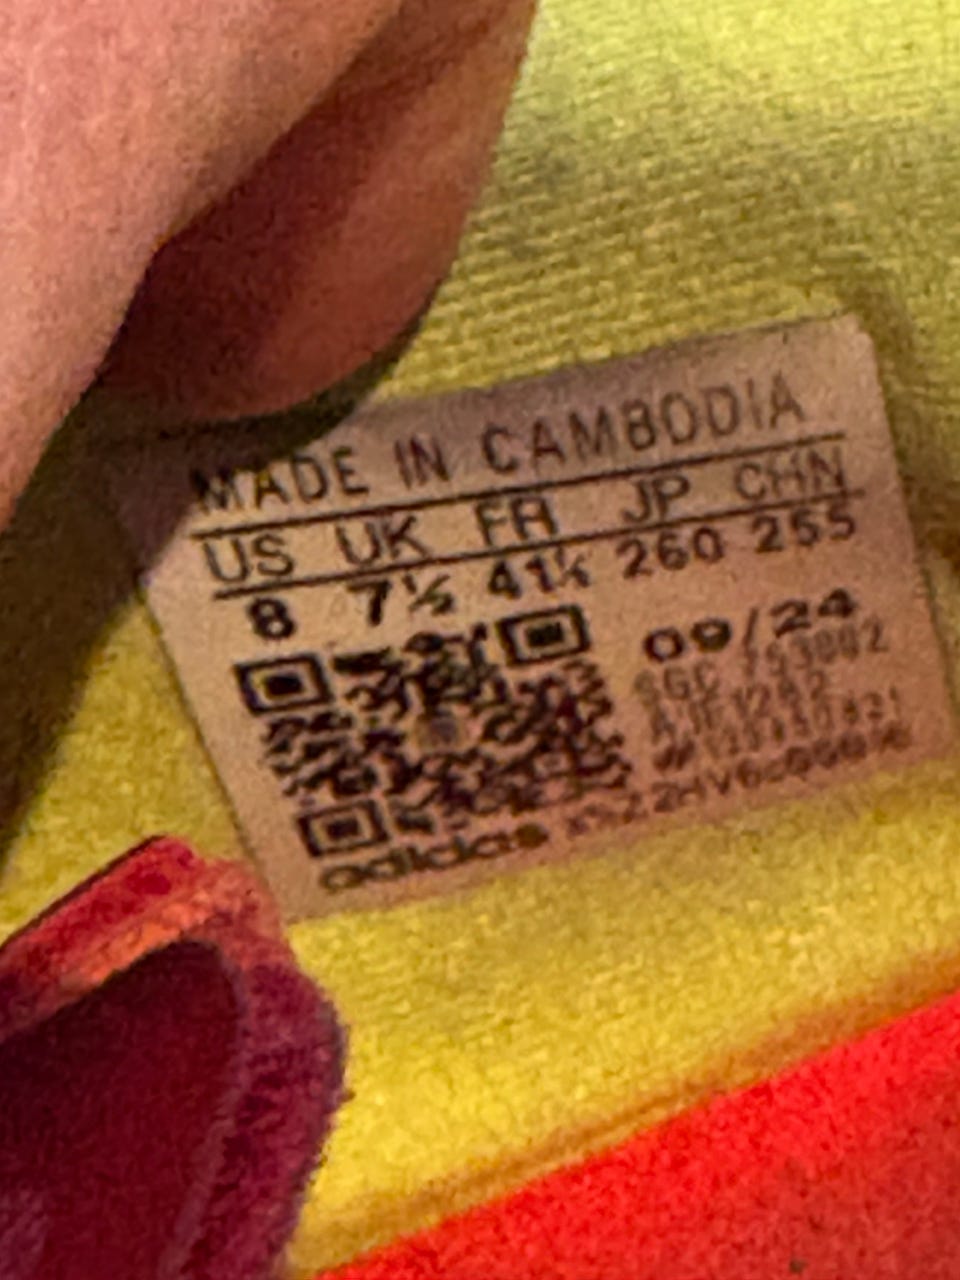 MADE IN CAMBODIA
US UK FR JP CHN
8 7½ 41⅓ 260 255
09/24
adidas